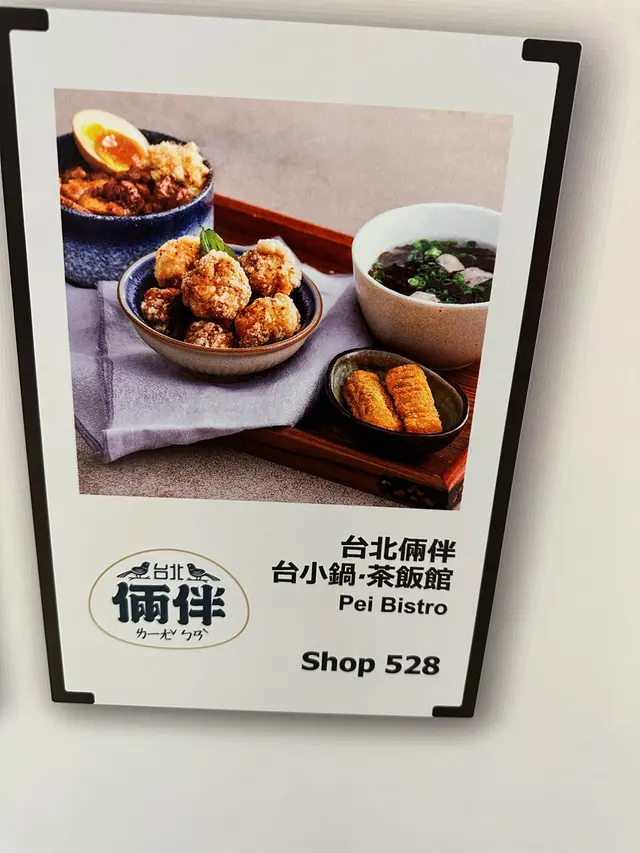 台北
倆伴
ㄌㄧㄤˇ ㄅㄢˋ
台北倆伴
台小鍋·茶飯館
Pei Bistro
Shop 528